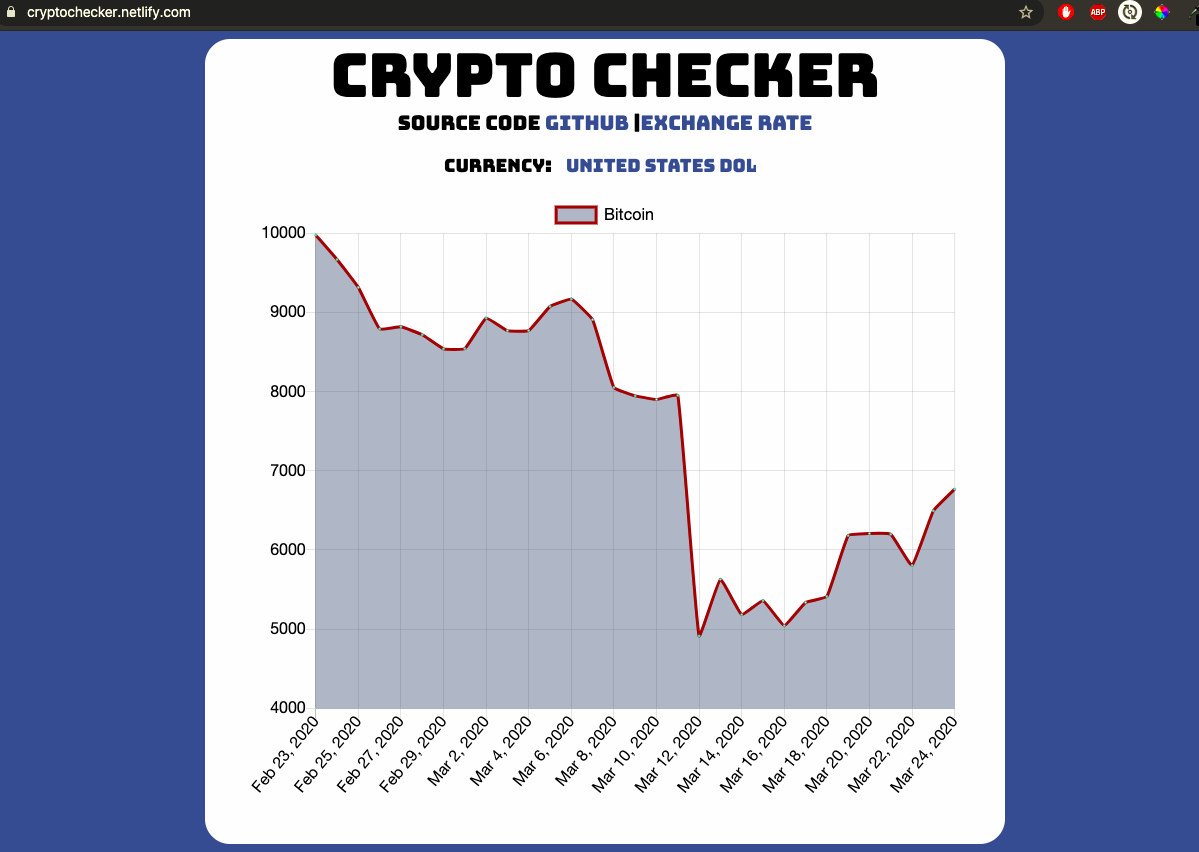 cryptochecker.netlify.com
ABP
CRYPTO CHECKER
SOURCE CODE GITHUB |EXCHANGE RATE
CURRENCY: UNITED STATES DOL
Bitcoin
10000
9000
8000
7000
6000
5000
4000
Feb 23, 2020
Feb 25, 2020
Feb 27, 2020
Feb 29, 2020
Mar 2, 2020
Mar 4, 2020
Mar 6, 2020
Mar 8, 2020
Mar 10, 2020
Mar 12, 2020
Mar 14, 2020
Mar 16, 2020
Mar 18, 2020
Mar 20, 2020
Mar 22, 2020
Mar 24, 2020